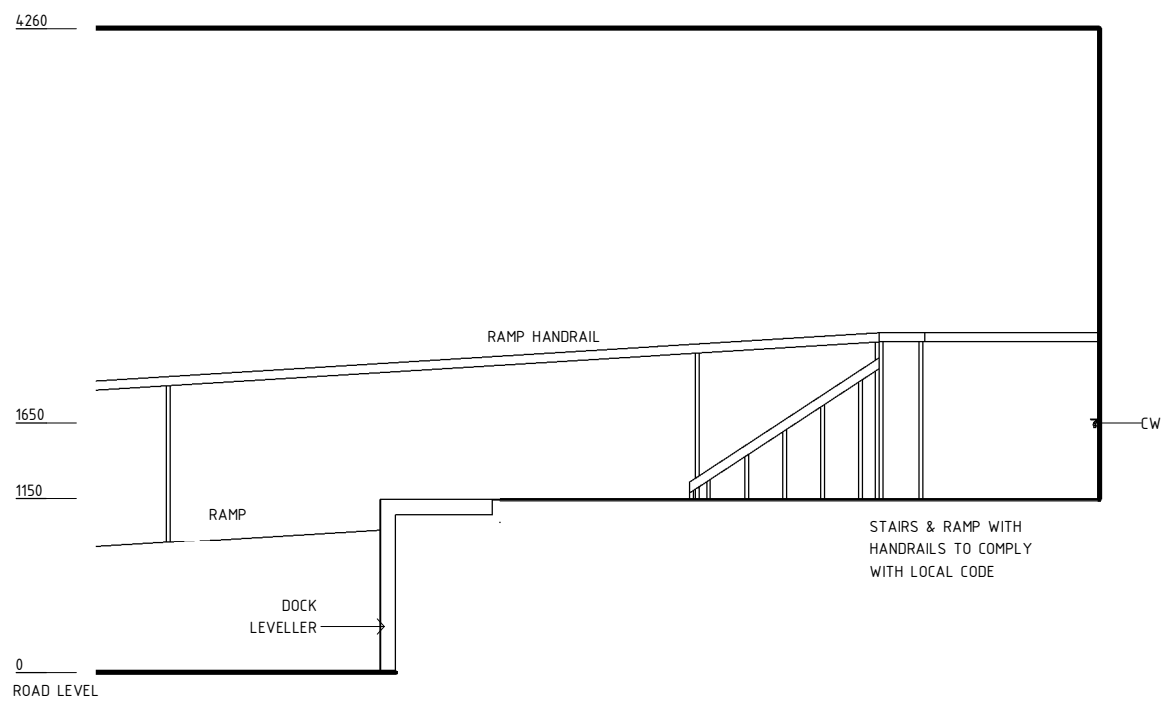 4260
RAMP HANDRAIL
1650
CW
1150
RAMP
STAIRS & RAMP WITH
HANDRAILS TO COMPLY
WITH LOCAL CODE
DOCK
LEVELLER
0
ROAD LEVEL